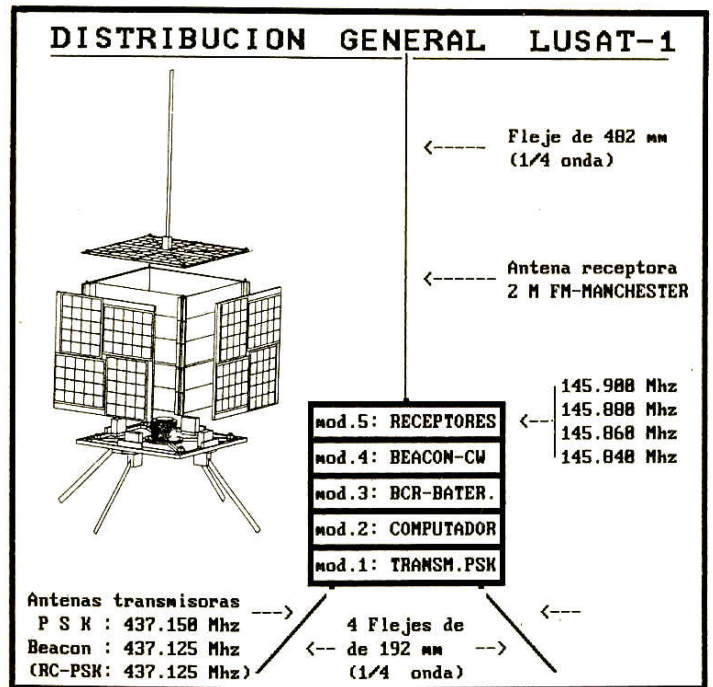 DISTRIBUCION GENERAL LUSAT-1
Fleje de 482 mm
(1/4 onda)
Antena receptora
2 M FM-MANCHESTER
145.900 Mhz
145.880 Mhz
145.860 Mhz
145.840 Mhz
mod.5: RECEPTORES
mod.4: BEACON-CW
mod.3: BCR-BATER.
mod.2: COMPUTADOR
mod.1: TRANSM.PSK
Antenas transmisoras
P S K : 437.150 Mhz
Beacon : 437.125 Mhz
(RC-PSK: 437.125 Mhz)
4 Flejes de
de 192 mm
(1/4 onda)